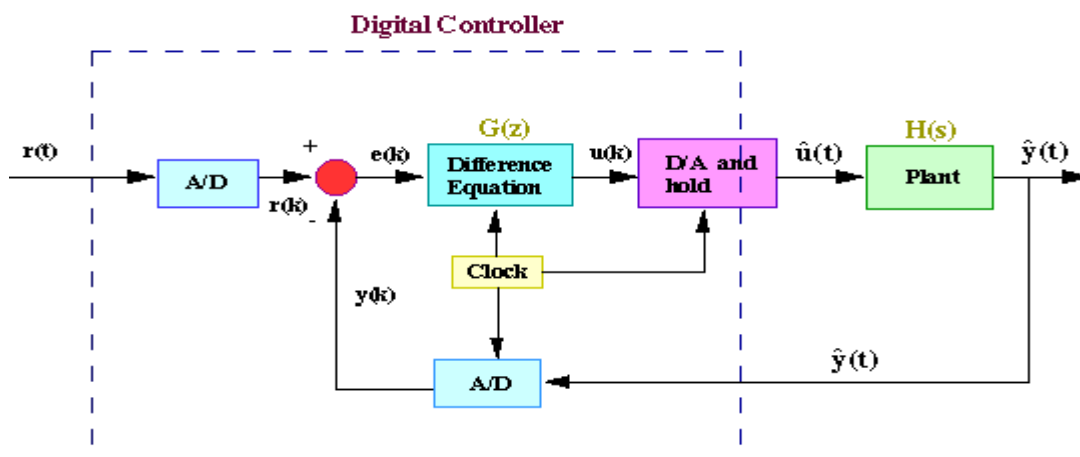 Digital Controller
G(z)
H(s)
r(t)
+
e(k)
u(k)
û(t)
ŷ(t)
A/D
Difference
Equation
D/A and
hold
Plant
r(k)
-
Clock
y(k)
ŷ(t)
A/D